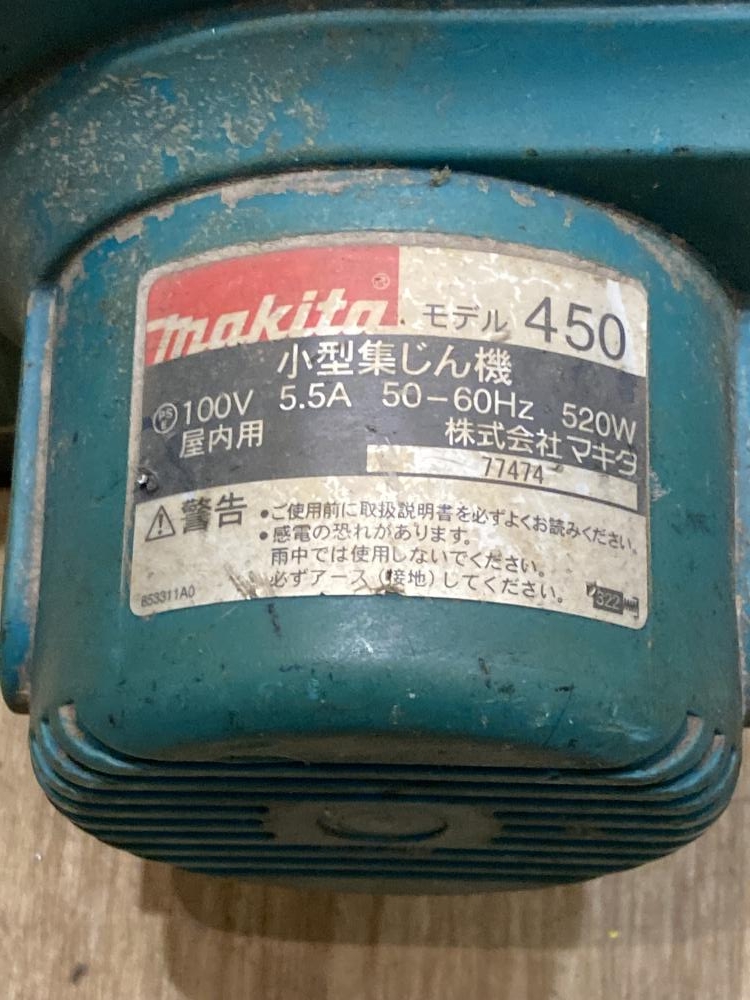 makita
モデル 450
小型集じん機
100V 5.5A 50-60Hz 520W
屋内用 株式会社マキタ
77474
警告 •ご使用前に取扱説明書を必ずよくお読みください。
•感電の恐れがあります。
雨中では使用しないでください。
必ずアース(接地)してください。
853311A0